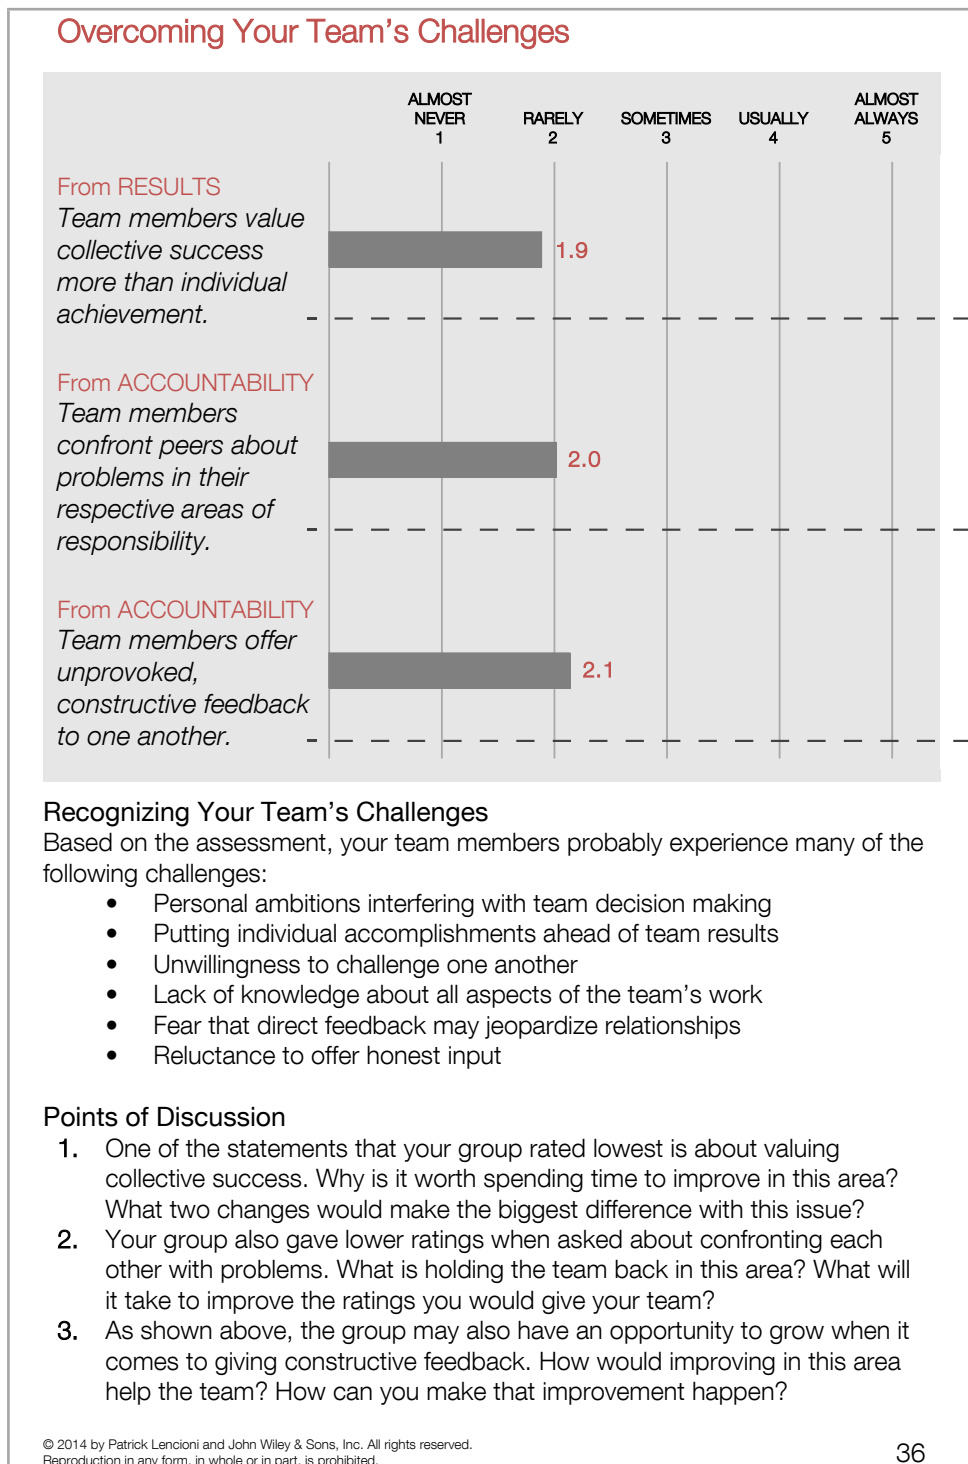 Overcoming Your Team's Challenges
ALMOST NEVER 1
RARELY 2
SOMETIMES 3
USUALLY 4
ALMOST ALWAYS 5
From RESULTS
Team members value
collective success
more than individual
achievement.
1.9
From ACCOUNTABILITY
Team members
confront peers about
problems in their
respective areas of
responsibility.
2.0
From ACCOUNTABILITY
Team members offer
unprovoked,
constructive feedback
to one another.
2.1
Recognizing Your Team's Challenges
Based on the assessment, your team members probably experience many of the
following challenges:
• Personal ambitions interfering with team decision making
• Putting individual accomplishments ahead of team results
• Unwillingness to challenge one another
• Lack of knowledge about all aspects of the team's work
• Fear that direct feedback may jeopardize relationships
• Reluctance to offer honest input
Points of Discussion
1. One of the statements that your group rated lowest is about valuing
collective success. Why is it worth spending time to improve in this area?
What two changes would make the biggest difference with this issue?
2. Your group also gave lower ratings when asked about confronting each
other with problems. What is holding the team back in this area? What will
it take to improve the ratings you would give your team?
3. As shown above, the group may also have an opportunity to grow when it
comes to giving constructive feedback. How would improving in this area
help the team? How can you make that improvement happen?
© 2014 by Patrick Lencioni and John Wiley & Sons, Inc. All rights reserved.
Reproduction in any form, in whole or in part, is prohibited.
36